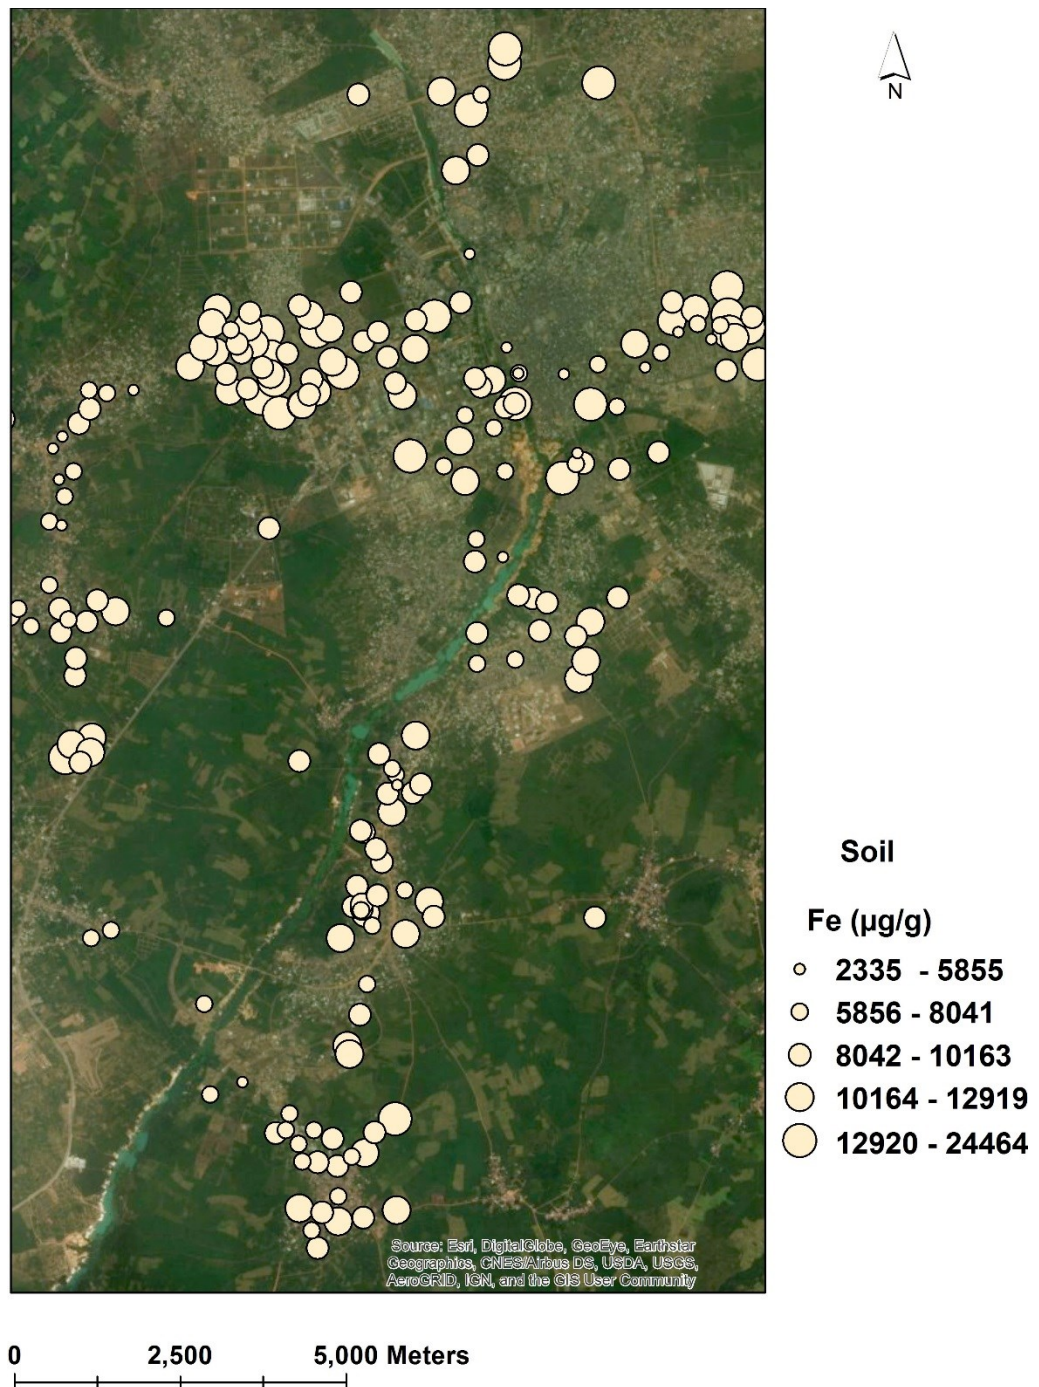 N
Soil
Fe (µg/g)
2335 - 5855
5856 - 8041
8042 - 10163
10164 - 12919
12920 - 24464
Source: Esri, DigitalGlobe, GeoEye, Earthstar
Geographics, CNES/Airbus DS, USDA, USGS,
AeroGRID, IGN, and the GIS User Community
0 2,500 5,000 Meters